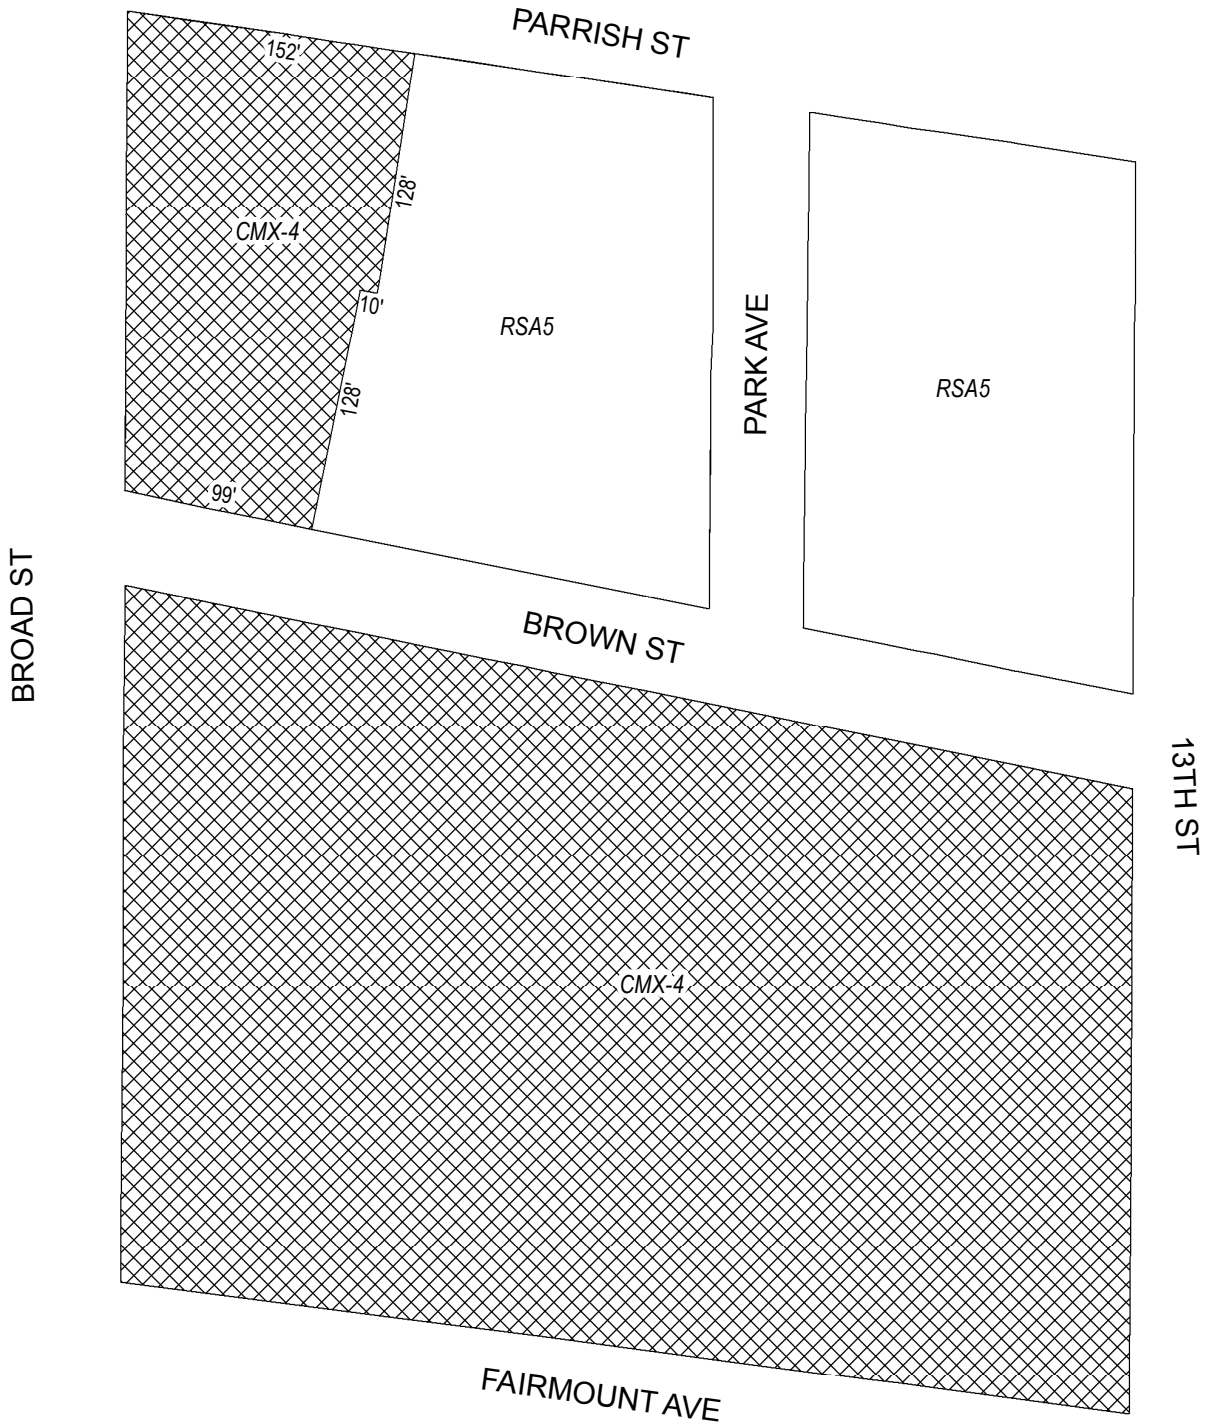 PARRISH ST
152'
128'
CMX-4
10'
RSA5
PARK AVE
RSA5
128'
99'
BROAD ST
BROWN ST
13TH ST
CMX-4
FAIRMOUNT AVE